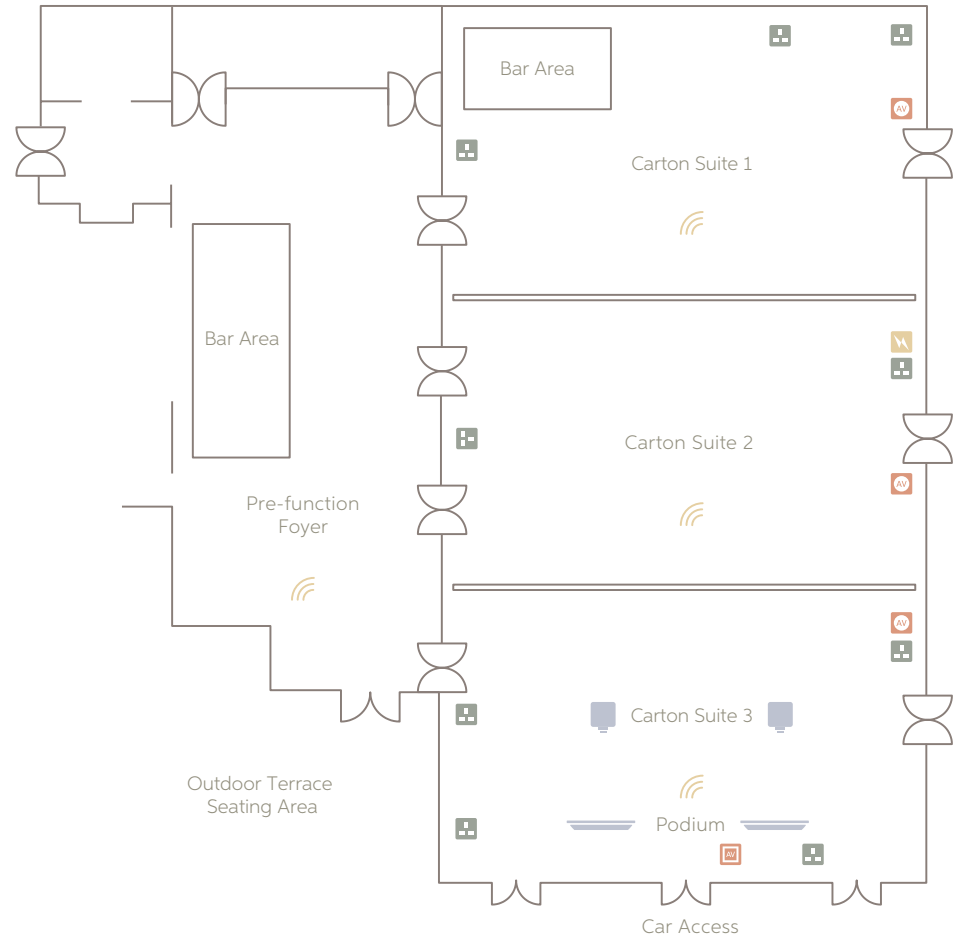 Bar Area
AV
Carton Suite 1
Bar Area
Carton Suite 2
AV
Pre-function
Foyer
AV
Carton Suite 3
Outdoor Terrace
Seating Area
Podium
AV
Car Access